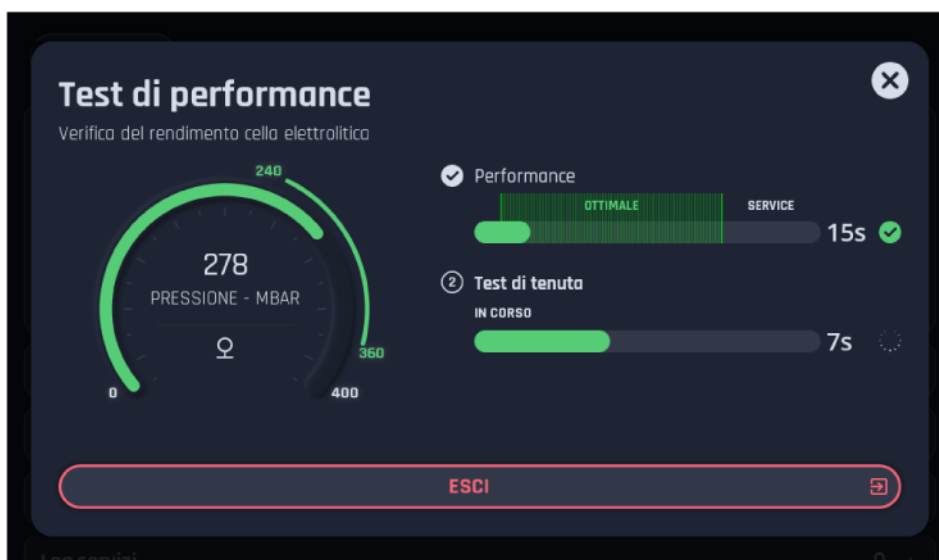 Test di performance
Verifica del rendimento cella elettrolitica
240
278
PRESSIONE - MBAR
360
0
400
Performance
OTTIMALE
SERVICE
15s
2
Test di tenuta
IN CORSO
7s
ESCI